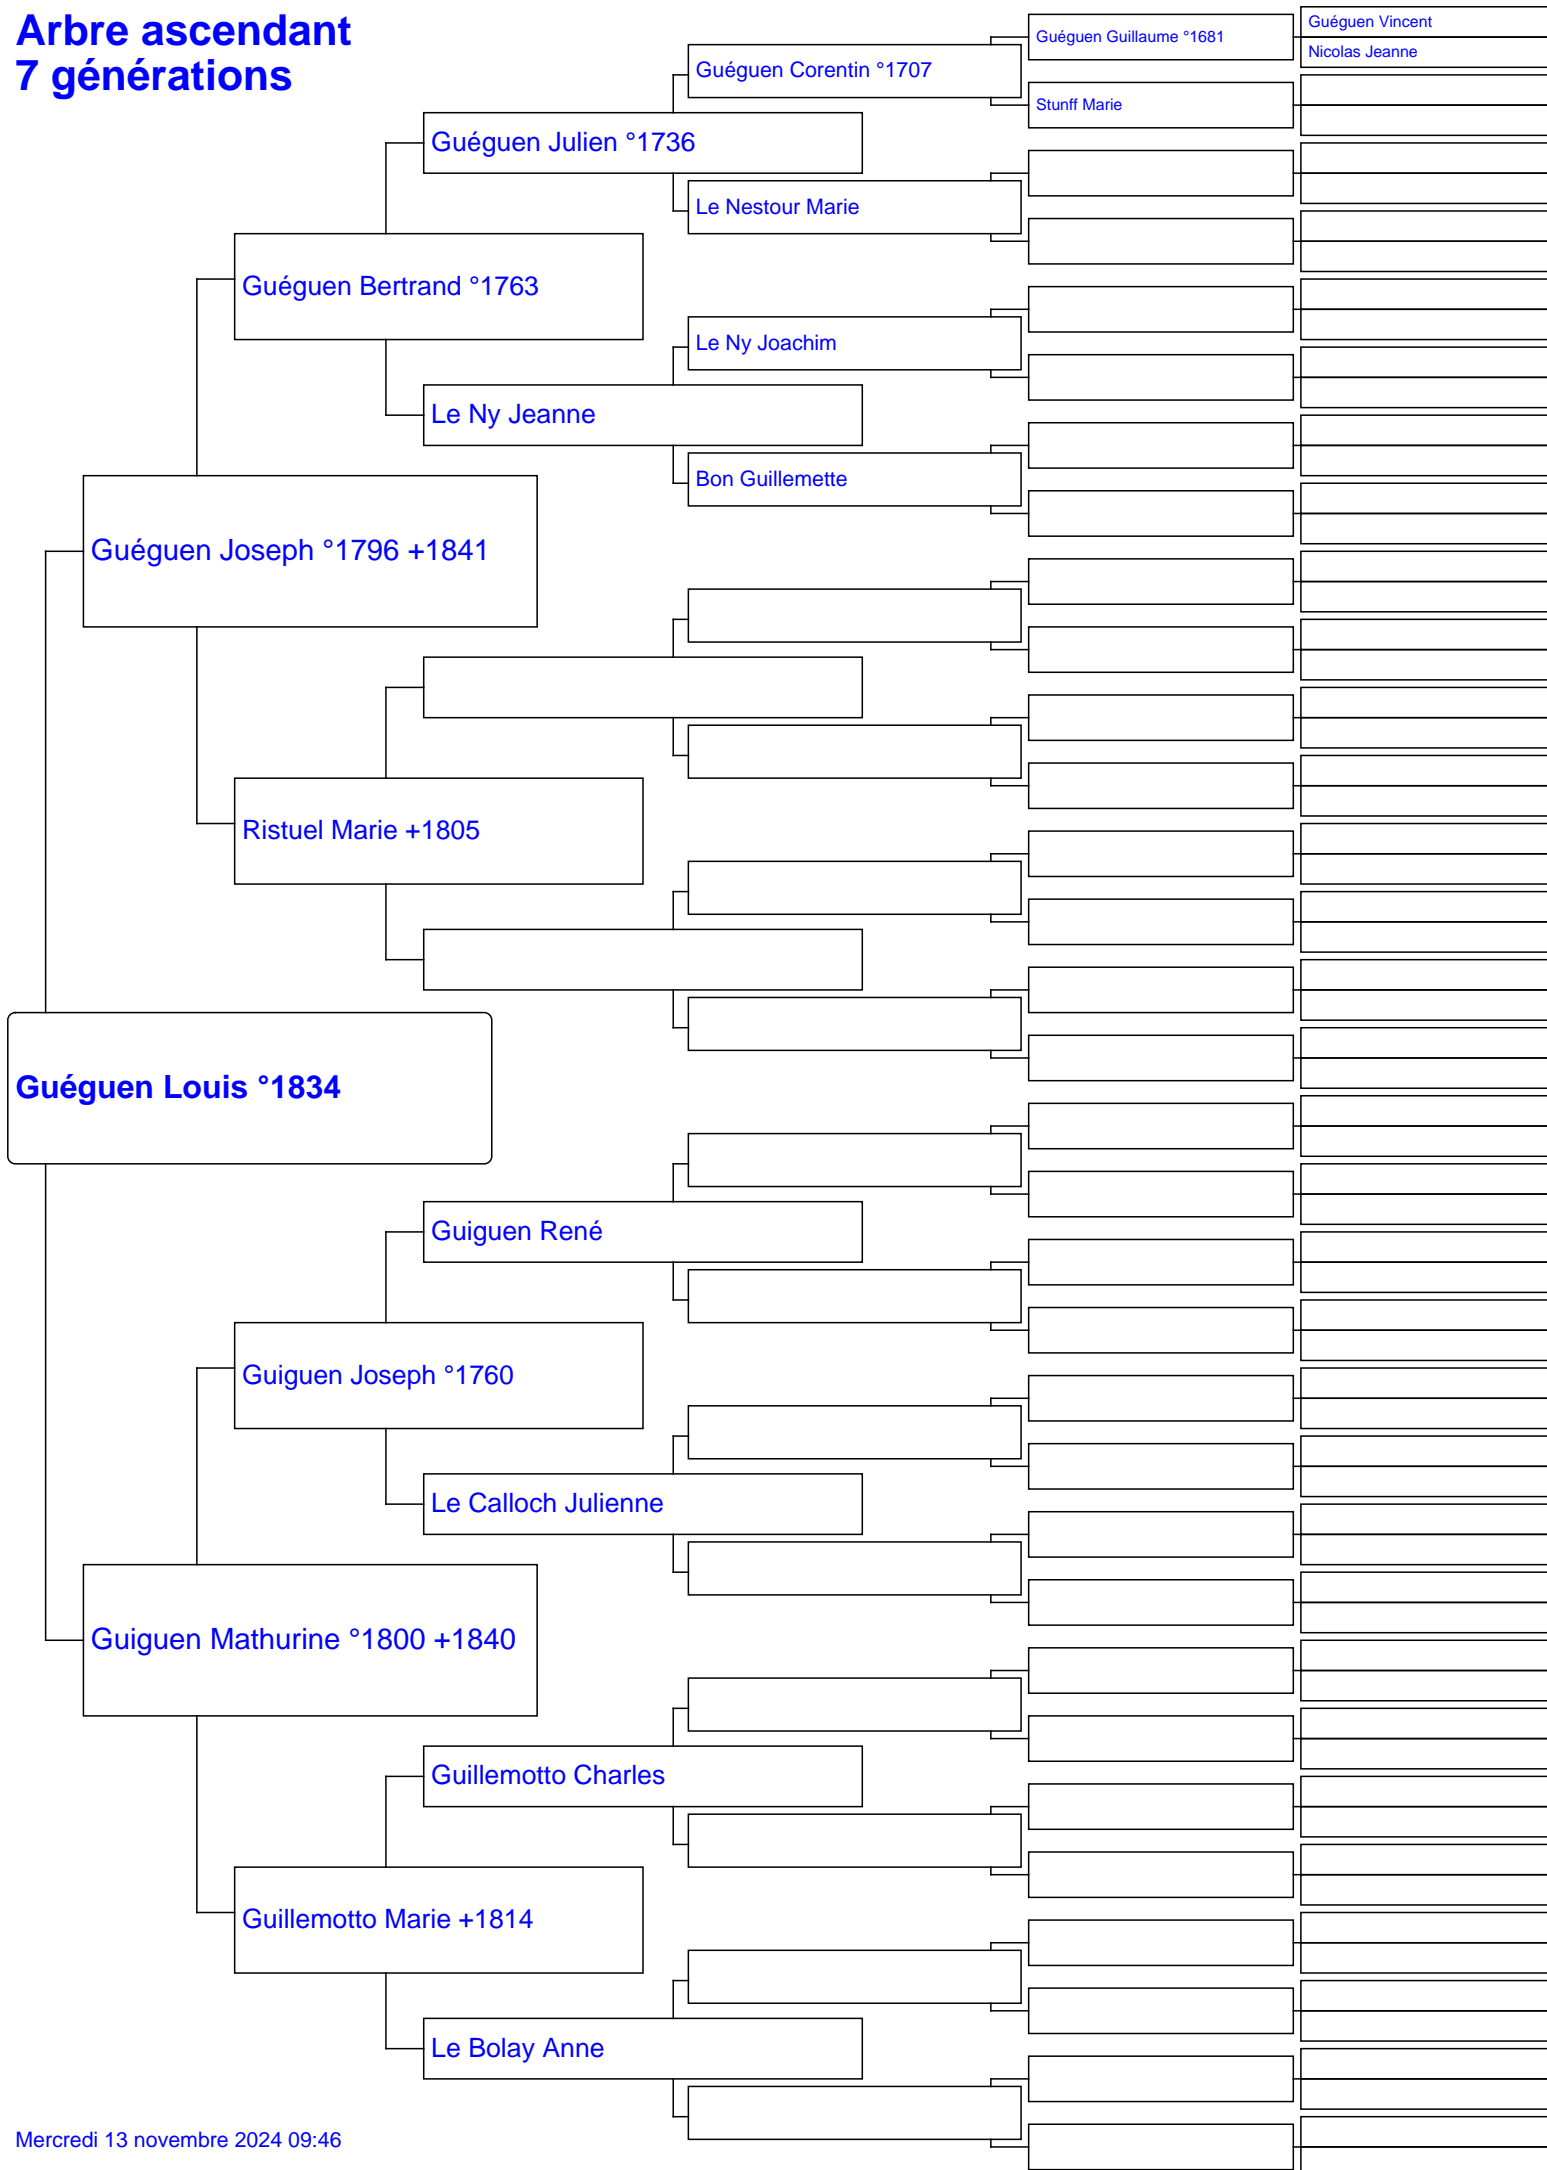 Arbre ascendant
7 générations
Guéguen Vincent
Guéguen Guillaume °1681
Nicolas Jeanne
Guéguen Corentin °1707
Stunff Marie
Guéguen Julien °1736
Le Nestour Marie
Guéguen Bertrand °1763
Le Ny Joachim
Le Ny Jeanne
Bon Guillemette
Guéguen Joseph °1796 +1841
Ristuel Marie +1805
Guéguen Louis °1834
Guiguen René
Guiguen Joseph °1760
Le Calloch Julienne
Guiguen Mathurine °1800 +1840
Guillemotto Charles
Guillemotto Marie +1814
Le Bolay Anne
Mercredi 13 novembre 2024 09:46